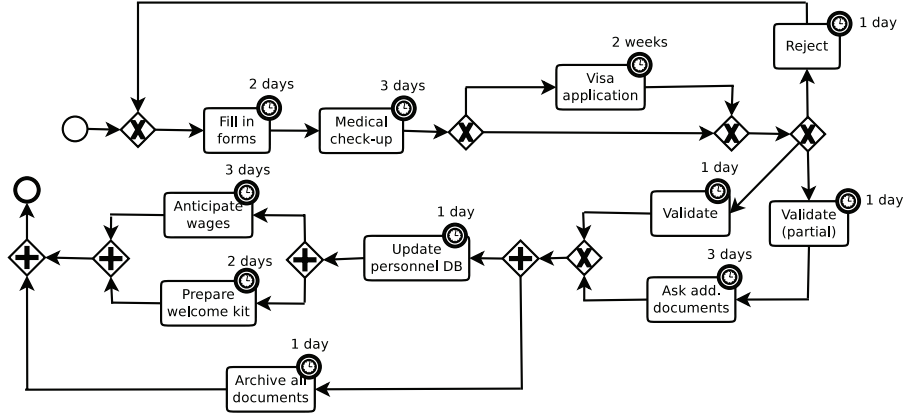 1 day
Reject
2 weeks
Visa
application
2 days
Fill in
forms
3 days
Medical
check-up
X
X
X
X
1 day
Validate
1 day
Validate
(partial)
3 days
Anticipate
wages
1 day
Update
personnel DB
X
2 days
Prepare
welcome kit
3 days
Ask add.
documents
1 day
Archive all
documents